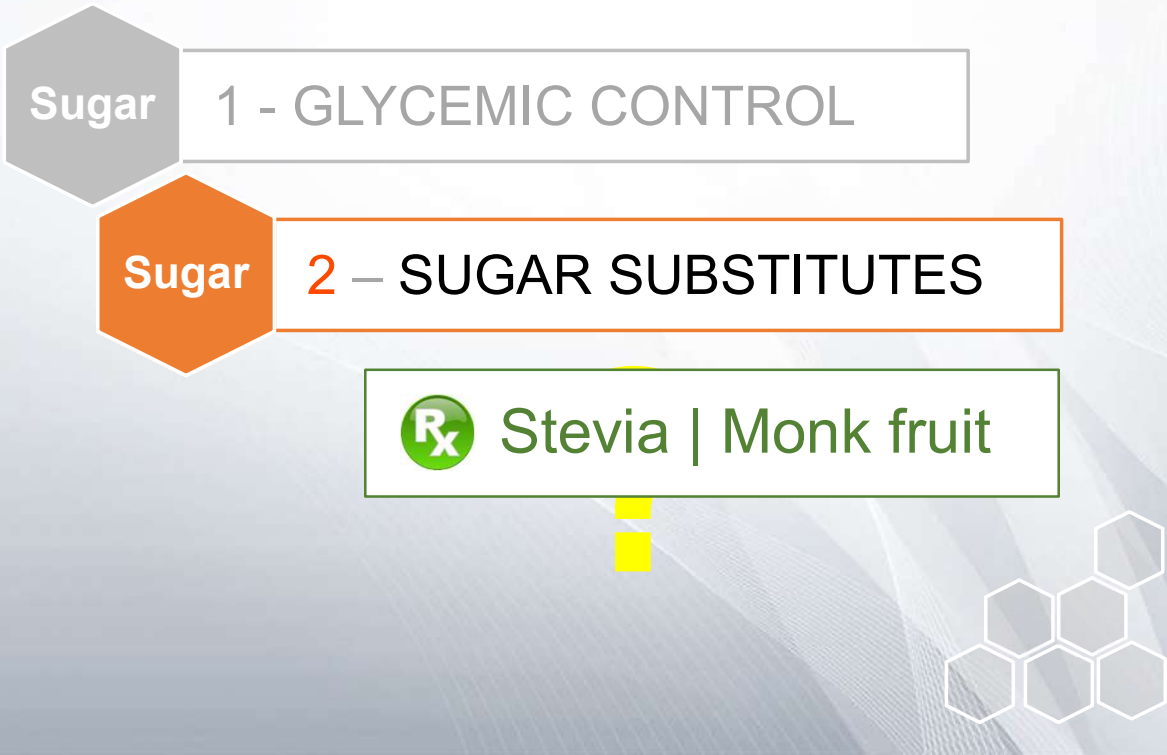 Sugar 1 - GLYCEMIC CONTROL
Sugar 2 – SUGAR SUBSTITUTES
Rx Stevia | Monk fruit
?